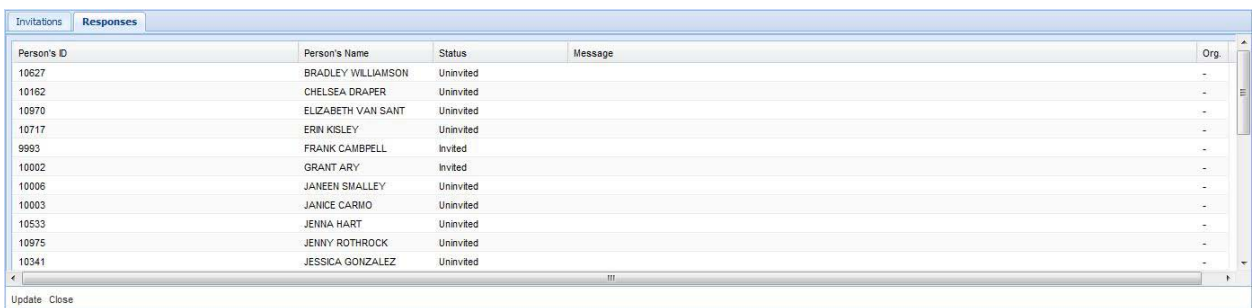 Invitations Responses
Person's ID Person's Name Status Message Org.
10627 BRADLEY WILLIAMSON Uninvited -
10162 CHELSEA DRAPER Uninvited -
10970 ELIZABETH VAN SANT Uninvited -
10717 ERIN KISLEY Uninvited -
9993 FRANK CAMBPELL Invited -
10002 GRANT ARY Invited -
10006 JANEEN SMALLEY Uninvited -
10003 JANICE CARMO Uninvited -
10533 JENNA HART Uninvited -
10975 JENNY ROTHROCK Uninvited -
10341 JESSICA GONZALEZ Uninvited -
Update Close